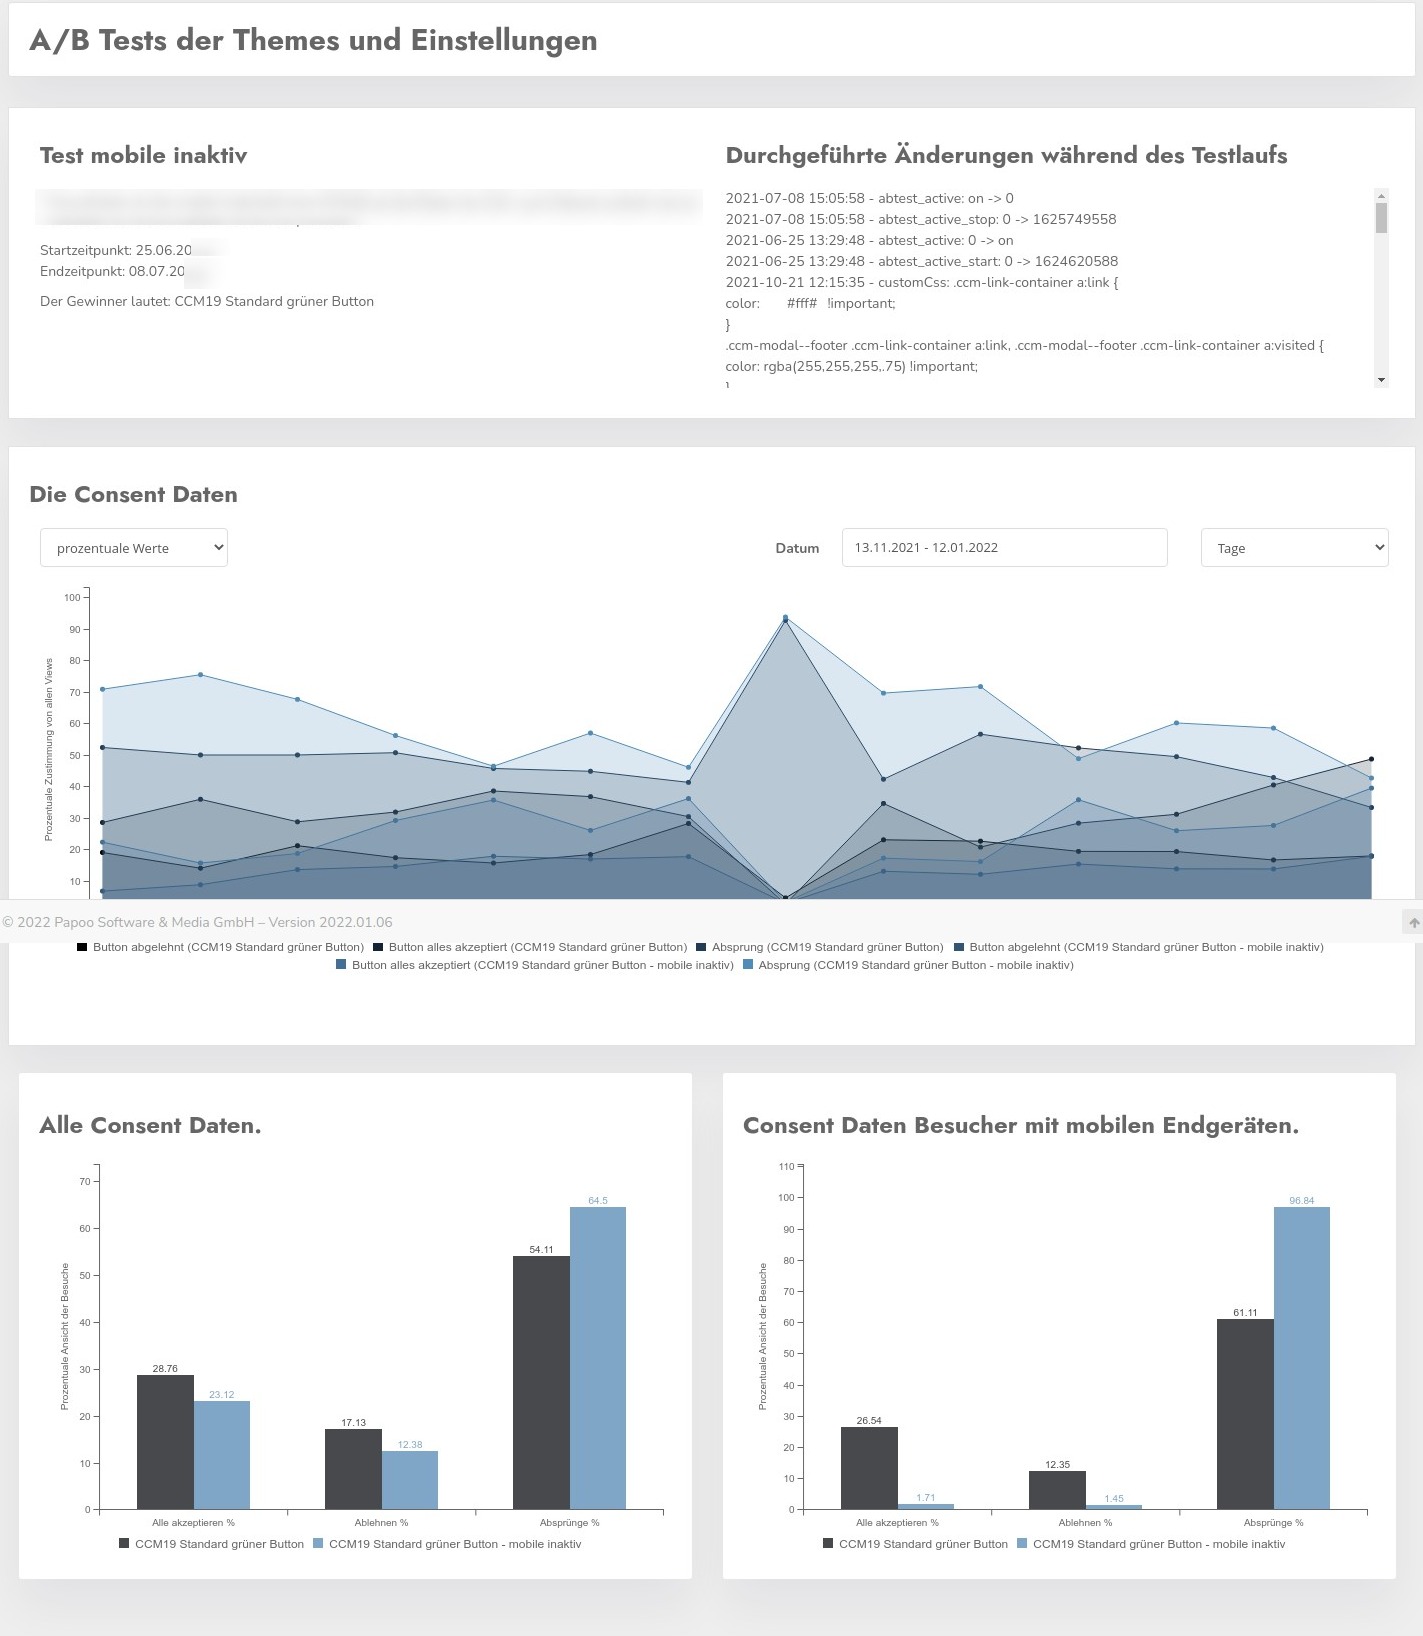 A/B Tests der Themes und Einstellungen
Test mobile inaktiv
Startzeitpunkt: 25.06.20
Endzeitpunkt: 08.07.20
Der Gewinner lautet: CCM19 Standard grüner Button
Durchgeführte Änderungen während des Testlaufs
2021-07-08 15:05:58 - abtest_active: on -> 0
2021-07-08 15:05:58 - abtest_active_stop: 0 -> 1625749558
2021-06-25 13:29:48 - abtest_active: 0 -> on
2021-06-25 13:29:48 - abtest_active_start: 0 -> 1624620588
2021-10-21 12:15:35 - customCss: .ccm-link-container a:link {
color: #fff# !important;
}
.ccm-modal--footer .ccm-link-container a:link, .ccm-modal--footer .ccm-link-container a:visited {
color: rgba(255,255,255,.75) !important;
}
Die Consent Daten
prozentuale Werte
Datum
13.11.2021 - 12.01.2022
Tage
Prozentuale Zustimmung von allen Views
100
90
80
70
60
50
40
30
20
10
© 2022 Papoo Software & Media GmbH – Version 2022.01.06
Button abgelehnt (CCM19 Standard grüner Button) Button alles akzeptiert (CCM19 Standard grüner Button) Absprung (CCM19 Standard grüner Button) Button abgelehnt (CCM19 Standard grüner Button - mobile inaktiv)
Button alles akzeptiert (CCM19 Standard grüner Button - mobile inaktiv) Absprung (CCM19 Standard grüner Button - mobile inaktiv)
Alle Consent Daten.
Prozentuale Ansicht der Besuche
70
60
50
40
30
20
10
0
28.76
23.12
17.13
12.38
54.11
64.5
Alle akzeptieren % Ablehnen % Absprünge %
CCM19 Standard grüner Button CCM19 Standard grüner Button - mobile inaktiv
Consent Daten Besucher mit mobilen Endgeräten.
Prozentuale Ansicht der Besuche
110
100
90
80
70
60
50
40
30
20
10
0
26.54
1.71
12.35
1.45
61.11
96.84
Alle akzeptieren % Ablehnen % Absprünge %
CCM19 Standard grüner Button CCM19 Standard grüner Button - mobile inaktiv